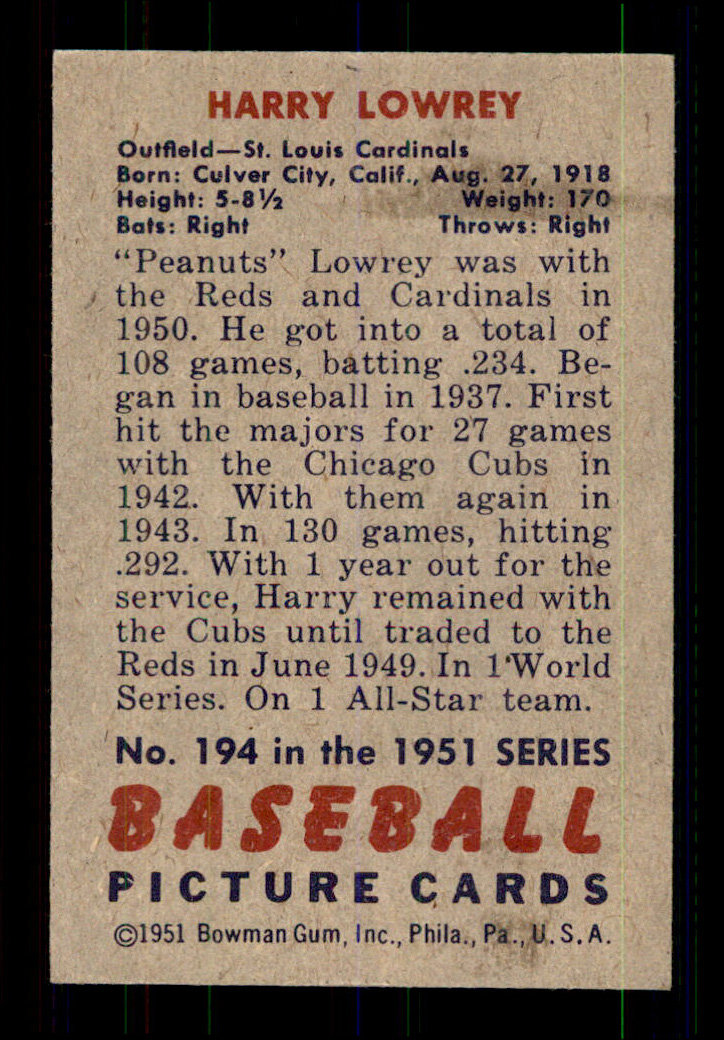 HARRY LOWREY
Outfield—St. Louis Cardinals
Born: Culver City, Calif., Aug. 27, 1918
Height: 5-8½ Weight: 170
Bats: Right Throws: Right
"Peanuts" Lowrey was with
the Reds and Cardinals in
1950. He got into a total of
108 games, batting .234. Be-
gan in baseball in 1937. First
hit the majors for 27 games
with the Chicago Cubs in
1942. With them again in
1943. In 130 games, hitting
.292. With 1 year out for the
service, Harry remained with
the Cubs until traded to the
Reds in June 1949. In 1 World
Series. On 1 All-Star team.
No. 194 in the 1951 SERIES
BASEBALL
PICTURE CARDS
©1951 Bowman Gum, Inc., Phila., Pa., U.S.A.